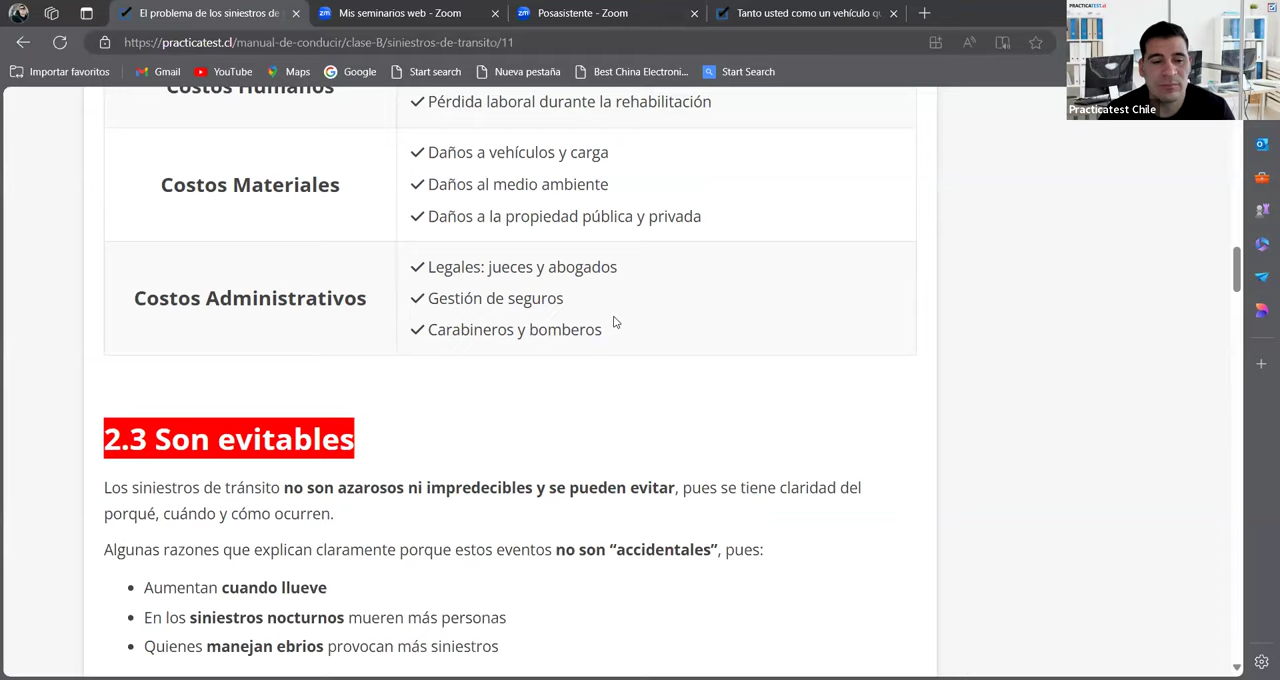 El problema de los siniestros de
Mis seminarios web - Zoom
Posasistente - Zoom
Tanto usted como un vehículo qu
https://practicatest.cl/manual-de-conducir/clase-B/siniestros-de-transito/11
Importar favoritos
Gmail
YouTube
Maps
Google
Start search
Nueva pestaña
Best China Electroni...
Start Search
PRACTICATEST.cl
Practicatest Chile
Costos Humanos
Pérdida laboral durante la rehabilitación
Costos Materiales
Daños a vehículos y carga
Daños al medio ambiente
Daños a la propiedad pública y privada
Costos Administrativos
Legales: jueces y abogados
Gestión de seguros
Carabineros y bomberos
2.3 Son evitables
Los siniestros de tránsito no son azarosos ni impredecibles y se pueden evitar, pues se tiene claridad del
porqué, cuándo y cómo ocurren.
Algunas razones que explican claramente porque estos eventos no son “accidentales”, pues:
Aumentan cuando llueve
En los siniestros nocturnos mueren más personas
Quienes manejan ebrios provocan más siniestros